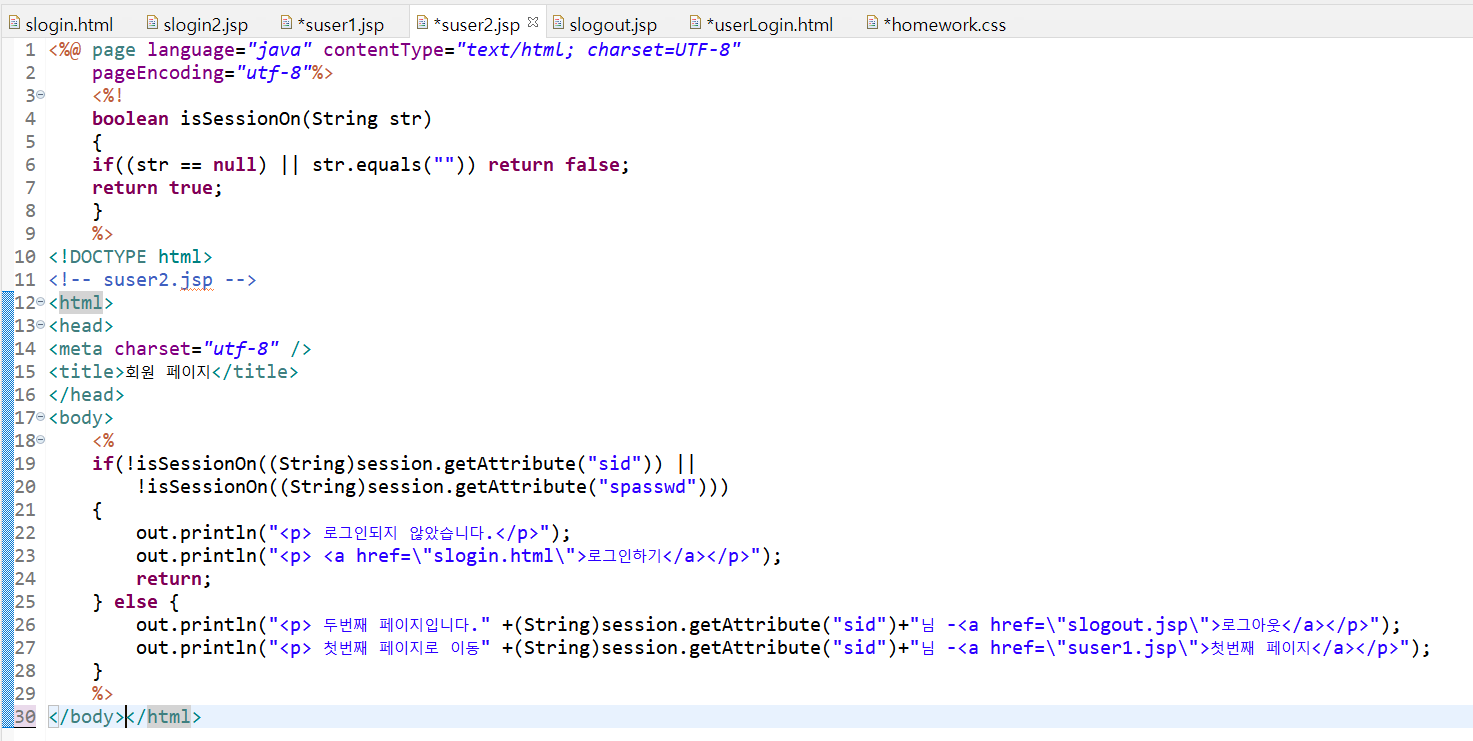 slogin.html slogin2.jsp *suser1.jsp *suser2.jsp slogout.jsp *userLogin.html *homework.css
1 <%@ page language="java" contentType="text/html; charset=UTF-8"
2     pageEncoding="utf-8"%>
3     <%!
4     boolean isSessionOn(String str)
5     {
6     if((str == null) || str.equals("")) return false;
7     return true;
8     }
9     %>
10 <!DOCTYPE html>
11 <!-- suser2.jsp -->
12 <html>
13 <head>
14 <meta charset="utf-8" />
15 <title>회원 페이지</title>
16 </head>
17 <body>
18     <%
19     if(!isSessionOn((String)session.getAttribute("sid")) ||
20         !isSessionOn((String)session.getAttribute("spasswd")))
21     {
22         out.println("<p> 로그인되지 않았습니다.</p>");
23         out.println("<p> <a href=\"slogin.html\">로그인하기</a></p>");
24         return;
25     } else {
26         out.println("<p> 두번째 페이지입니다." +(String)session.getAttribute("sid")+"님 -<a href=\"slogout.jsp\">로그아웃</a></p>");
27         out.println("<p> 첫번째 페이지로 이동" +(String)session.getAttribute("sid")+"님 -<a href=\"suser1.jsp\">첫번째 페이지</a></p>");
28     }
29     %>
30 </body></html>